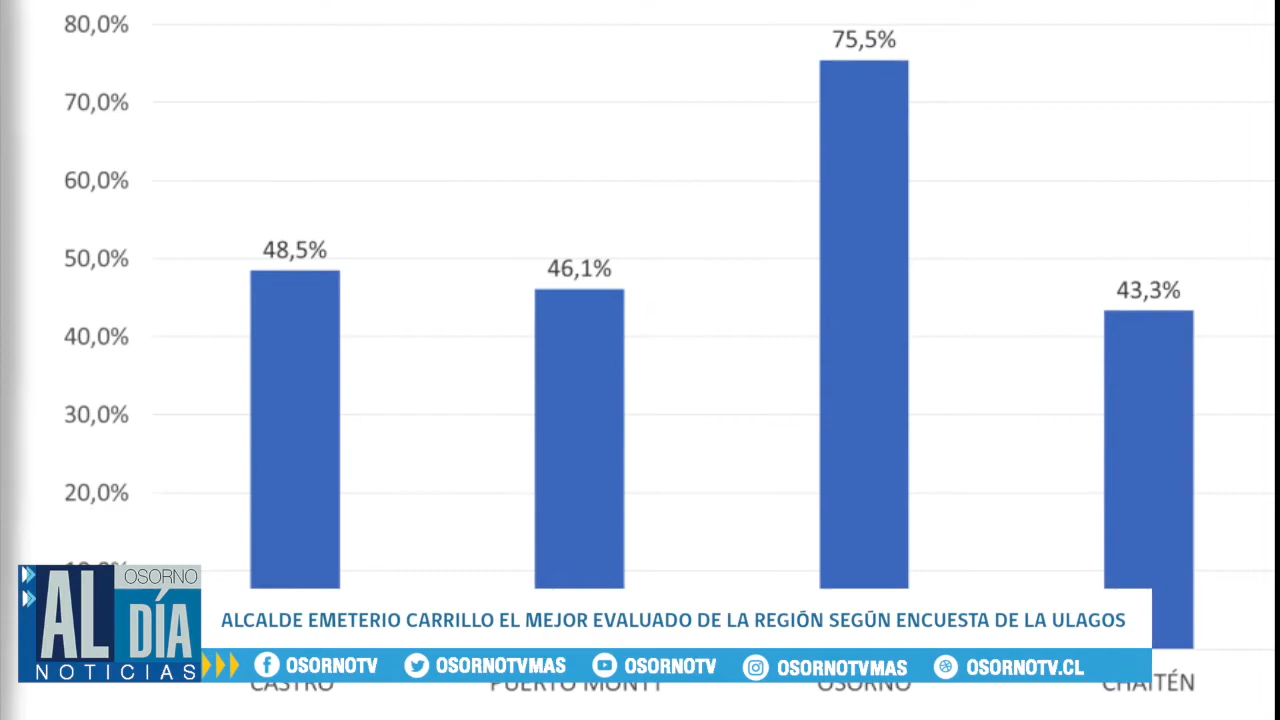 80,0%
75,5%
70,0%
60,0%
50,0%
48,5%
46,1%
43,3%
40,0%
30,0%
20,0%
OSORNO
AL DÍA
NOTICIAS
ALCALDE EMETERIO CARRILLO EL MEJOR EVALUADO DE LA REGIÓN SEGÚN ENCUESTA DE LA ULAGOS
OSORNOTV OSORNOTVMAS OSORNOTV OSORNOTVMAS OSORNOTV.CL
CASTRO PUERTO MONTT OSORNO CHAITÉN